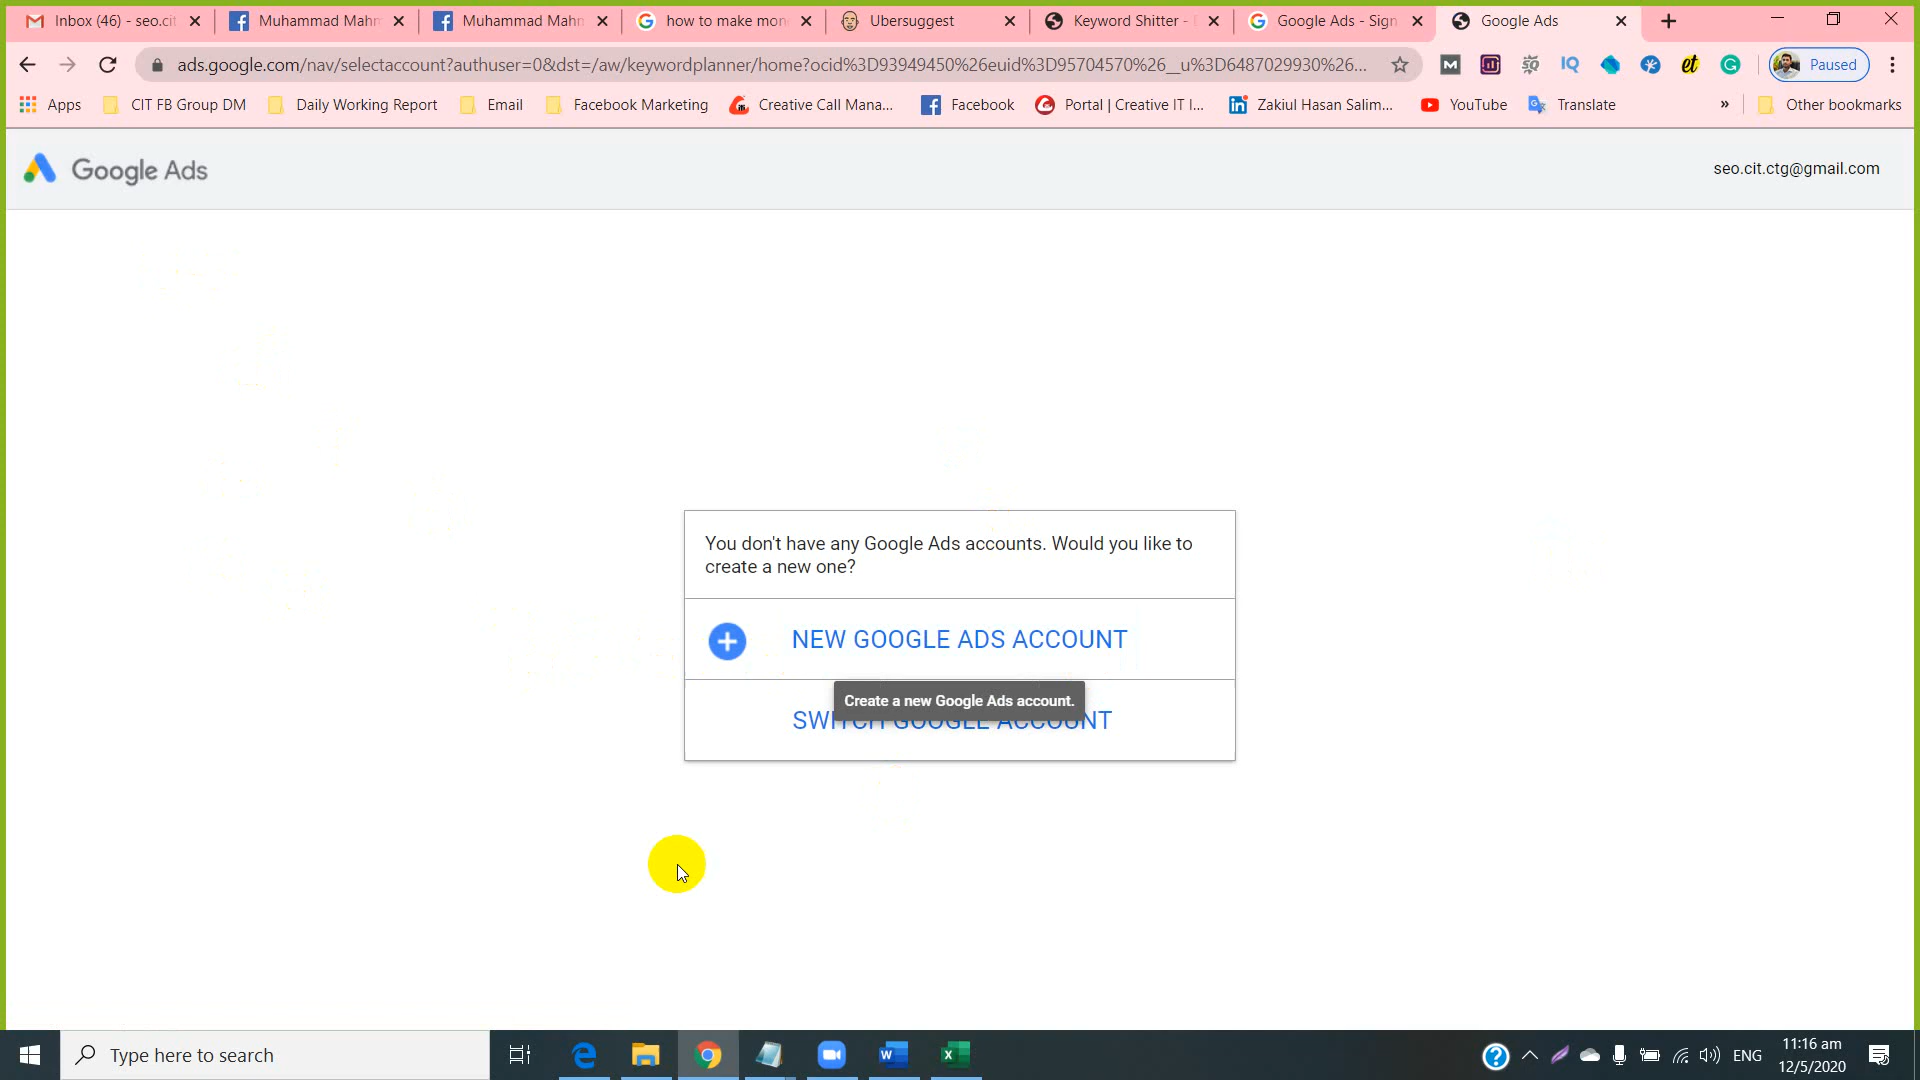 Inbox (46) - seo.cit
Muhammad Mahm
Muhammad Mahm
how to make mon
Ubersuggest
Keyword Shitter -
Google Ads - Sign
Google Ads
ads.google.com/nav/selectaccount?authuser=0&dst=/aw/keywordplanner/home?ocid%3D93949450%26euid%3D95704570%26__u%3D6487029930%26...
Paused
Apps
CIT FB Group DM
Daily Working Report
Email
Facebook Marketing
Creative Call Mana...
Facebook
Portal | Creative IT I...
Zakiul Hasan Salim...
YouTube
Translate
»
Other bookmarks
Google Ads
seo.cit.ctg@gmail.com
You don't have any Google Ads accounts. Would you like to
create a new one?
NEW GOOGLE ADS ACCOUNT
Create a new Google Ads account.
SWITCH GOOGLE ACCOUNT
Type here to search
ENG
11:16 am
12/5/2020